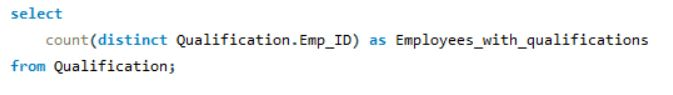 select
count(distinct Qualification.Emp_ID) as Employees_with_qualifications
from Qualification;